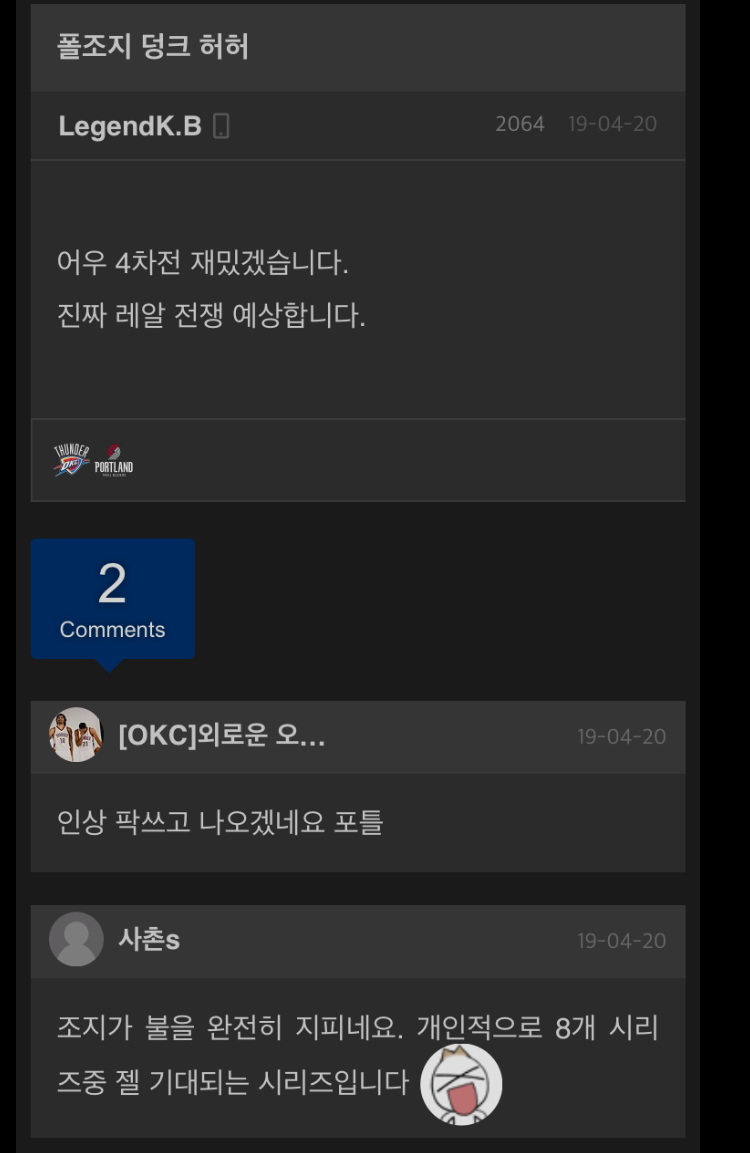 폴조지 덩크 허허
LegendK.B 2064 19-04-20
어우 4차전 재밌겠습니다.
진짜 레알 전쟁 예상합니다.
THUNDER
OKC
PORTLAND
2
Comments
[OKC]외로운 오... 19-04-20
인상 팍쓰고 나오겠네요 포틀
사촌s 19-04-20
조지가 불을 완전히 지피네요. 개인적으로 8개 시리
즈중 젤 기대되는 시리즈입니다